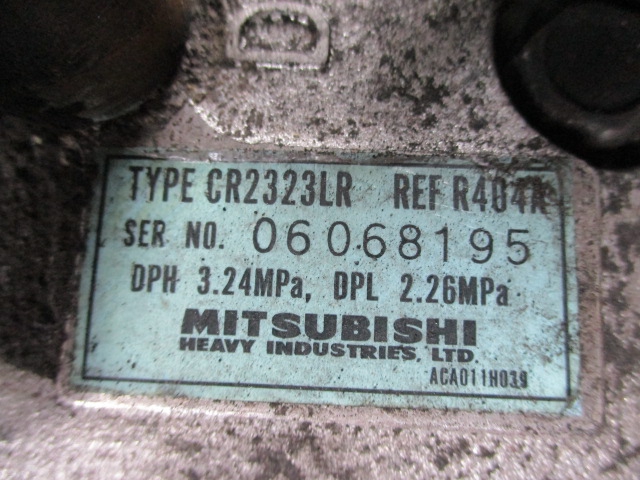 D
TYPE CR2323LR REF R404A
SER NO. 06068195
DPH 3.24MPa, DPL 2.26MPa
MITSUBISHI
HEAVY INDUSTRIES, LTD.
ACA011H039